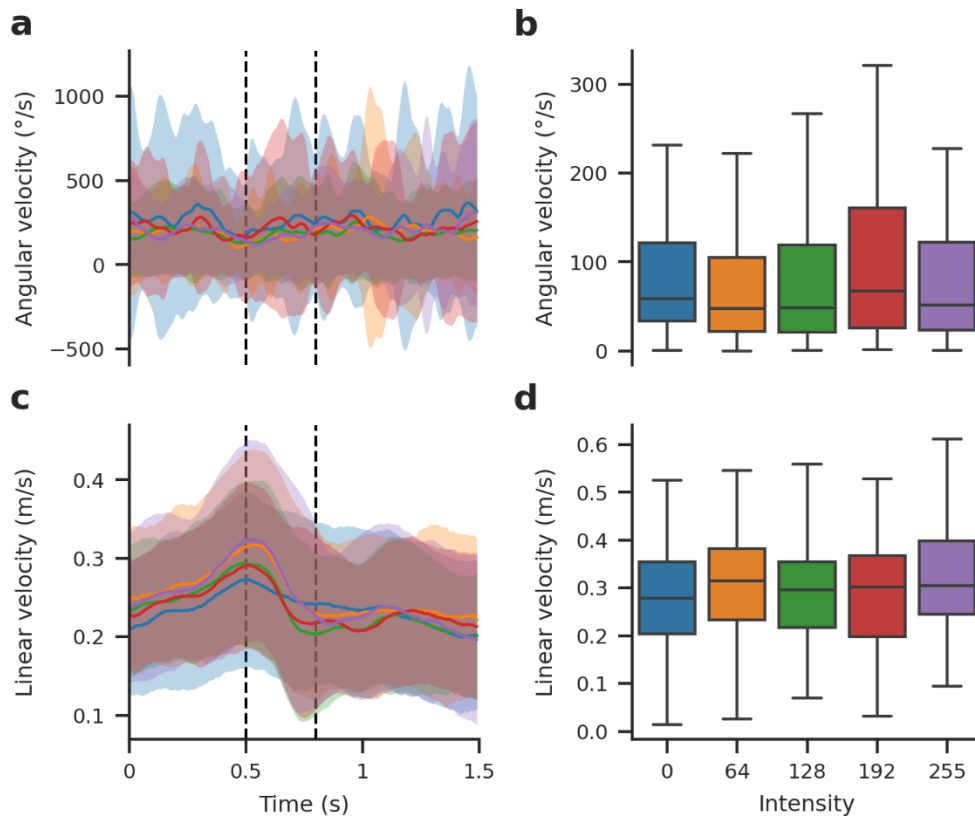 a
Angular velocity (°/s)
1000
500
0
−500
b
Angular velocity (°/s)
300
200
100
0
c
Linear velocity (m/s)
0.4
0.3
0.2
0.1
0 0.5 1 1.5
Time (s)
d
Linear velocity (m/s)
0.6
0.5
0.4
0.3
0.2
0.1
0.0
0 64 128 192 255
Intensity